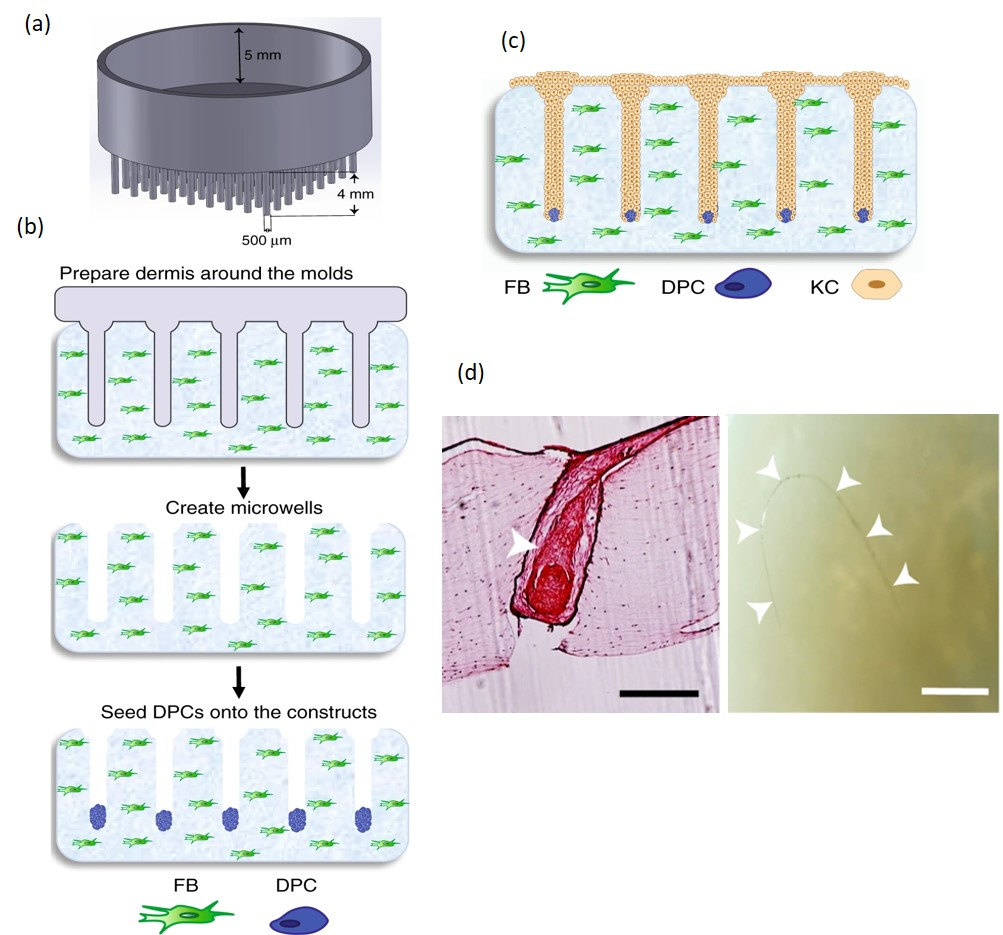 (a)
5 mm
4 mm
500 μm
(b)
Prepare dermis around the molds
Create microwells
Seed DPCs onto the constructs
FB
DPC
(c)
FB
DPC
KC
(d)